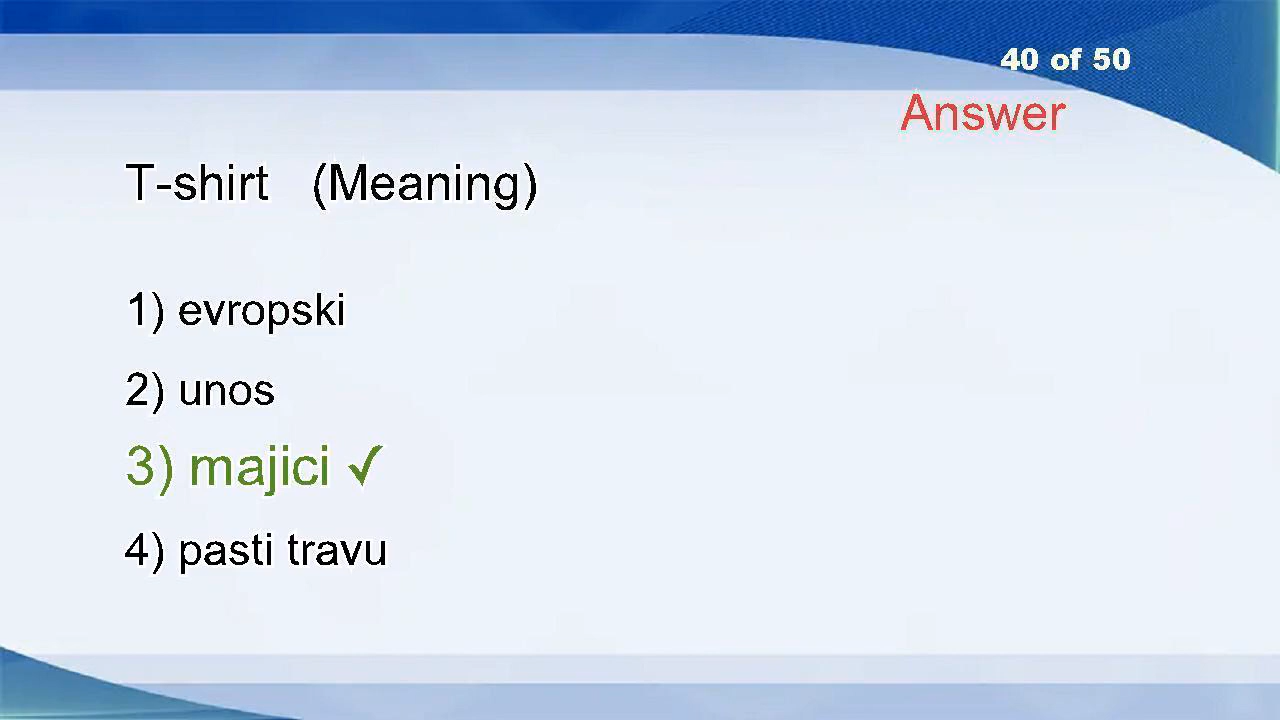 40 of 50
Answer
T-shirt (Meaning)
1) evropski
2) unos
3) majici ✓
4) pasti travu